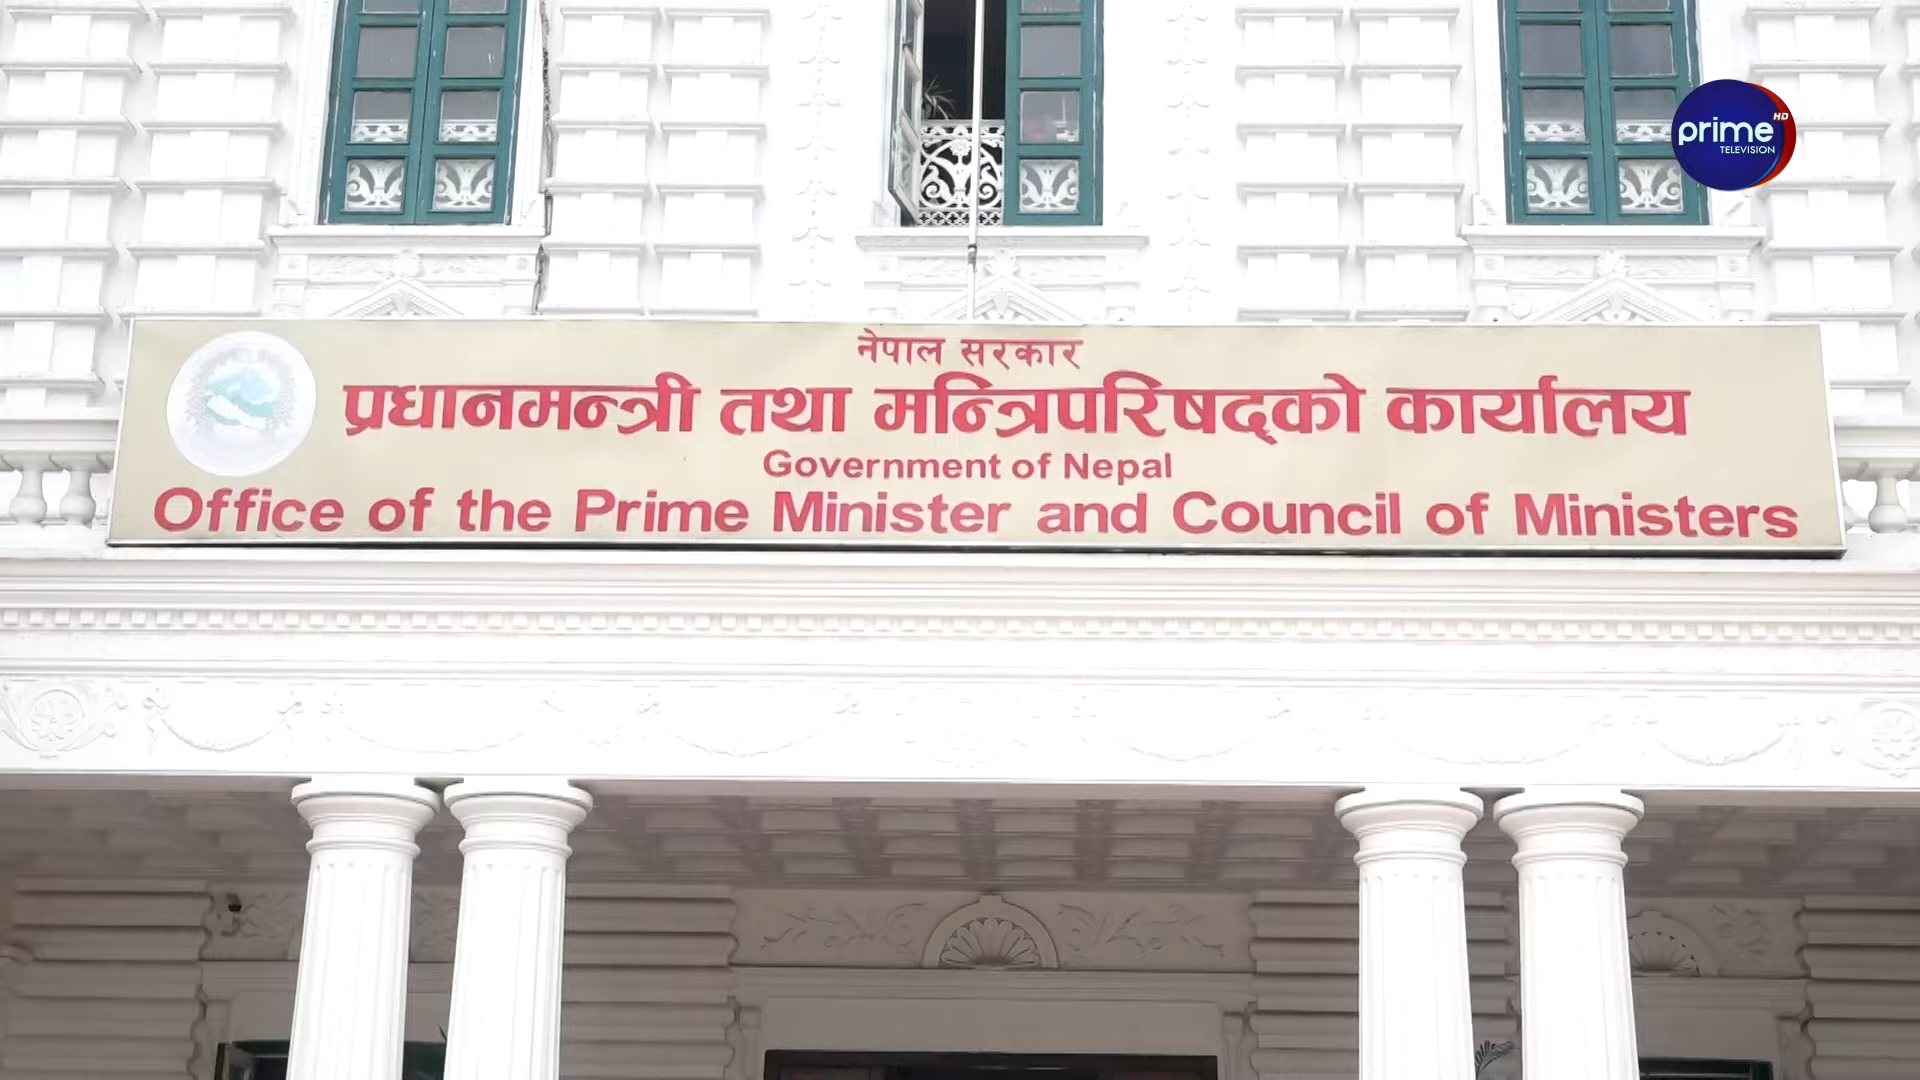 prime HD
TELEVISION
नेपाल सरकार
प्रधानमन्त्री तथा मन्त्रिपरिषद्को कार्यालय
Government of Nepal
Office of the Prime Minister and Council of Ministers